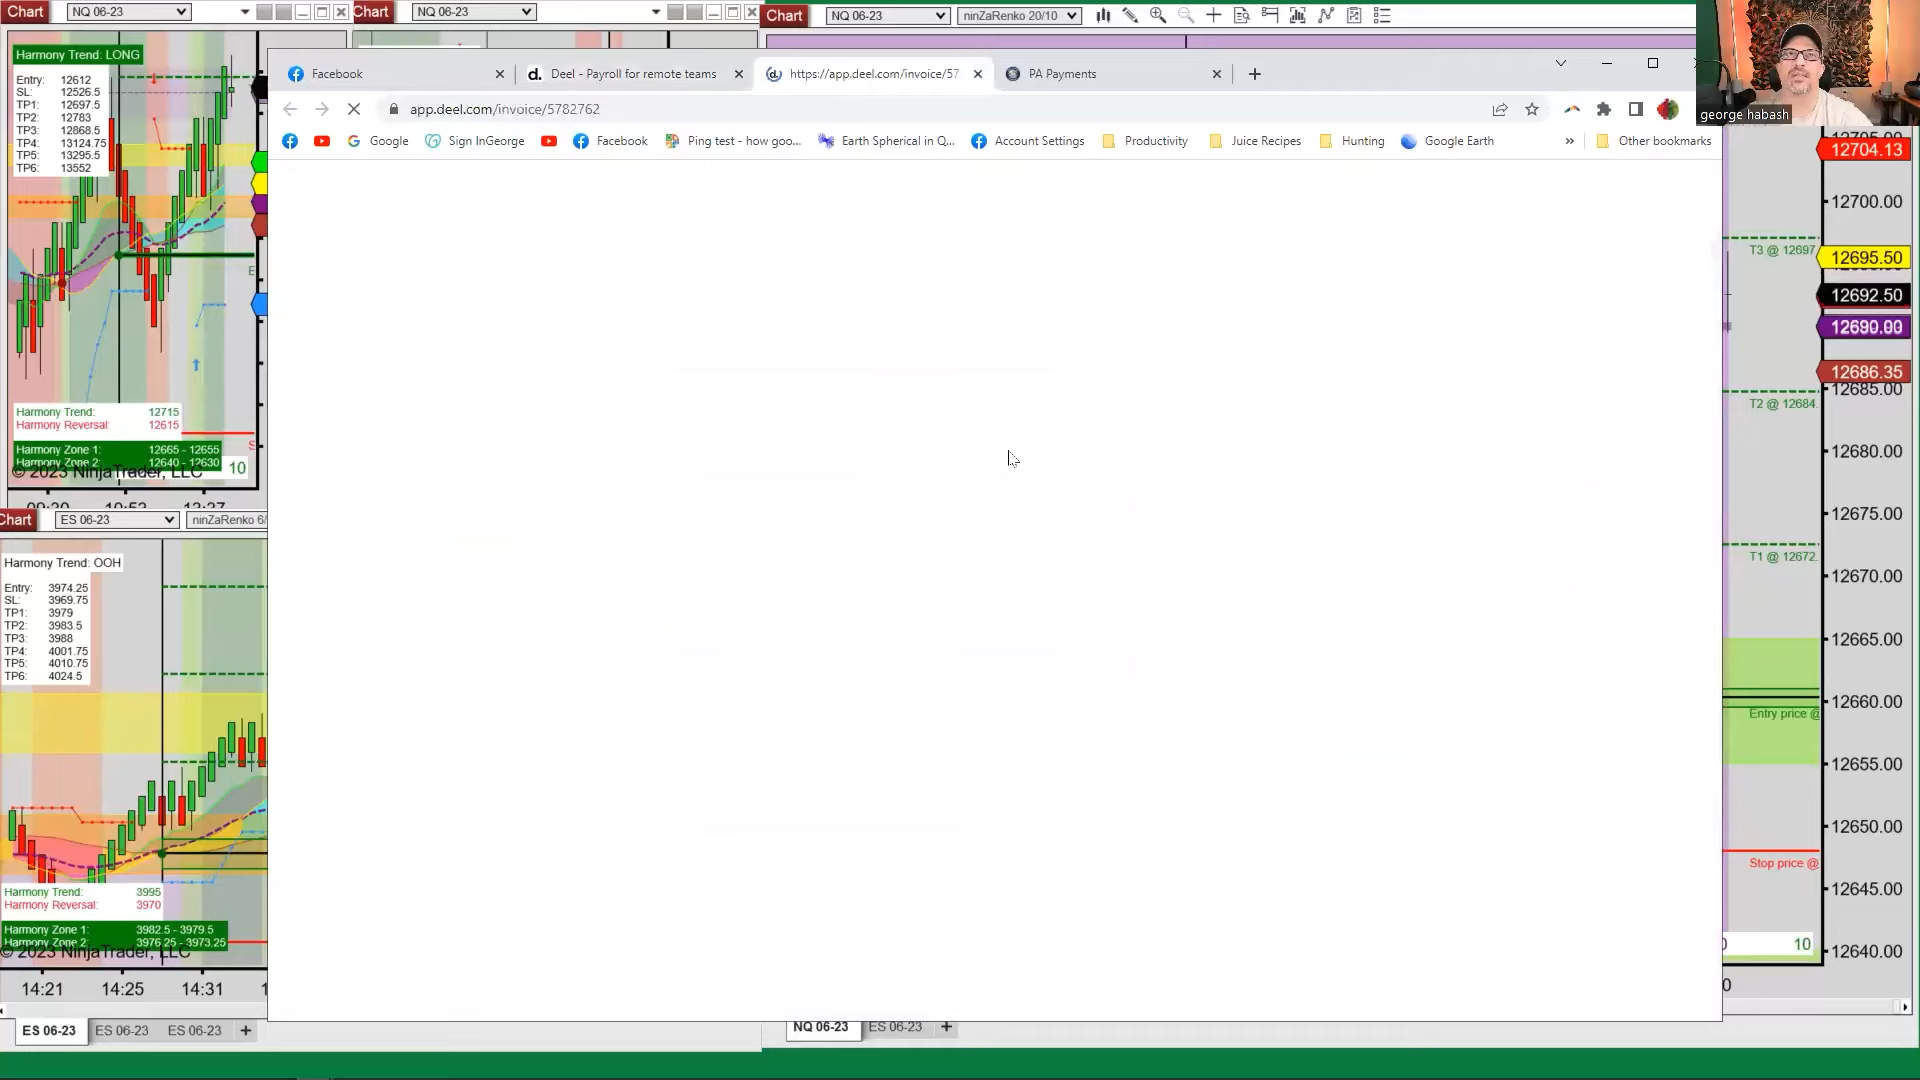 Chart
NQ 06-23
Chart
NQ 06-23
Chart
NQ 06-23
ninZaRenko 20/10
Harmony Trend: LONG
Entry: 12612
SL: 12526.5
TP1: 12697.5
TP2: 12783
TP3: 12868.5
TP4: 13124.75
TP5: 13295.5
TP6: 13552
Harmony Trend: 12715
Harmony Reversal: 12615
Harmony Zone 1: 12665 - 12655
Harmony Zone 2: 12640 - 12630
© 2023 NinjaTrader, LLC
10
Facebook
Deel - Payroll for remote teams
https://app.deel.com/invoice/57
PA Payments
app.deel.com/invoice/5782762
Google
Sign InGeorge
Facebook
Ping test - how goo...
Earth Spherical in Q...
Account Settings
Productivity
Juice Recipes
Hunting
Google Earth
»
Other bookmarks
george habash
12704.13
12700.00
T3 @ 12697
12695.50
12692.50
12690.00
12686.35
12685.00
T2 @ 12684.
12680.00
12675.00
T1 @ 12672.
12670.00
12665.00
12660.00
Entry price @
12655.00
12650.00
Stop price @
12645.00
10
12640.00
Chart
ES 06-23
ninZaRenko 6/
Harmony Trend: OOH
Entry: 3974.25
SL: 3969.75
TP1: 3979
TP2: 3983.5
TP3: 3988
TP4: 4001.75
TP5: 4010.75
TP6: 4024.5
Harmony Trend: 3995
Harmony Reversal: 3970
Harmony Zone 1: 3982.5 - 3979.5
Harmony Zone 2: 3976.25 - 3973.25
© 2023 NinjaTrader, LLC
14:21
14:25
14:31
ES 06-23
ES 06-23
ES 06-23
+
NQ 06-23
ES 06-23
+